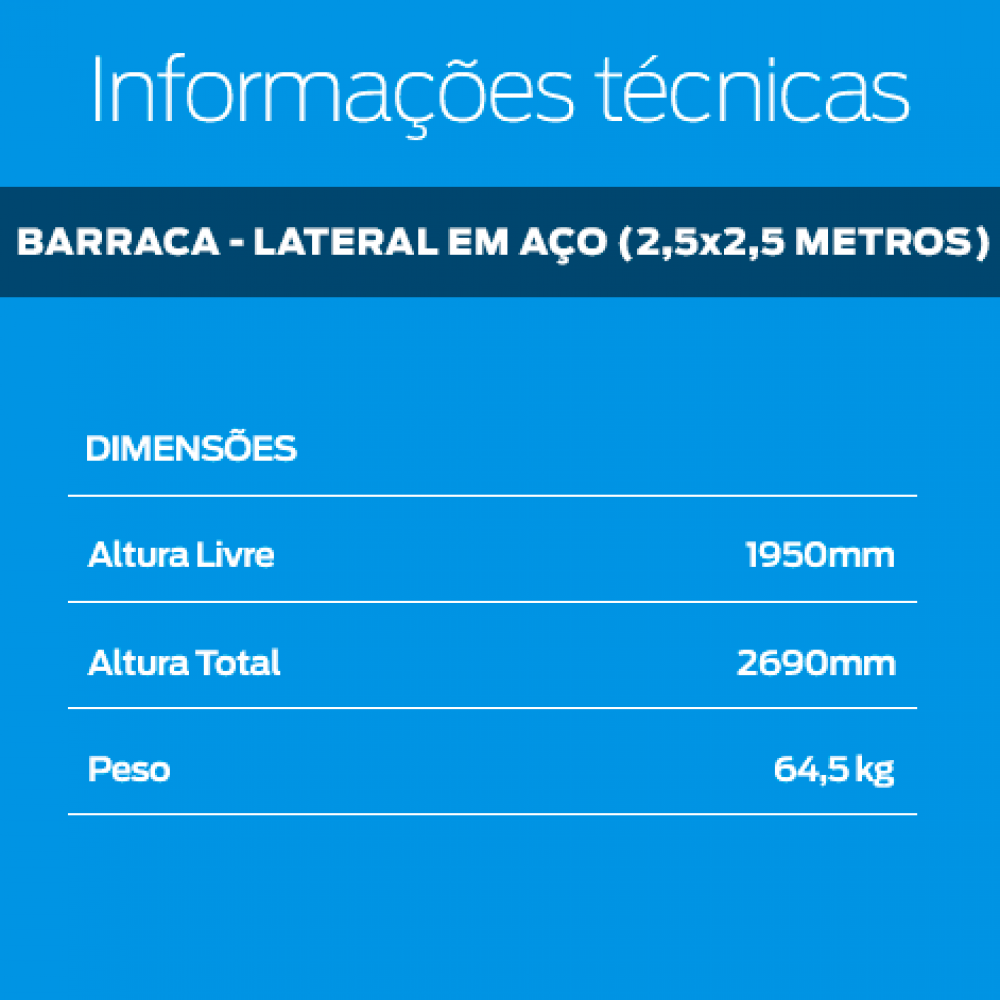 Informações técnicas
BARRACA - LATERAL EM AÇO (2,5x2,5 METROS)
DIMENSÕES
Altura Livre 1950mm
Altura Total 2690mm
Peso 64,5 kg